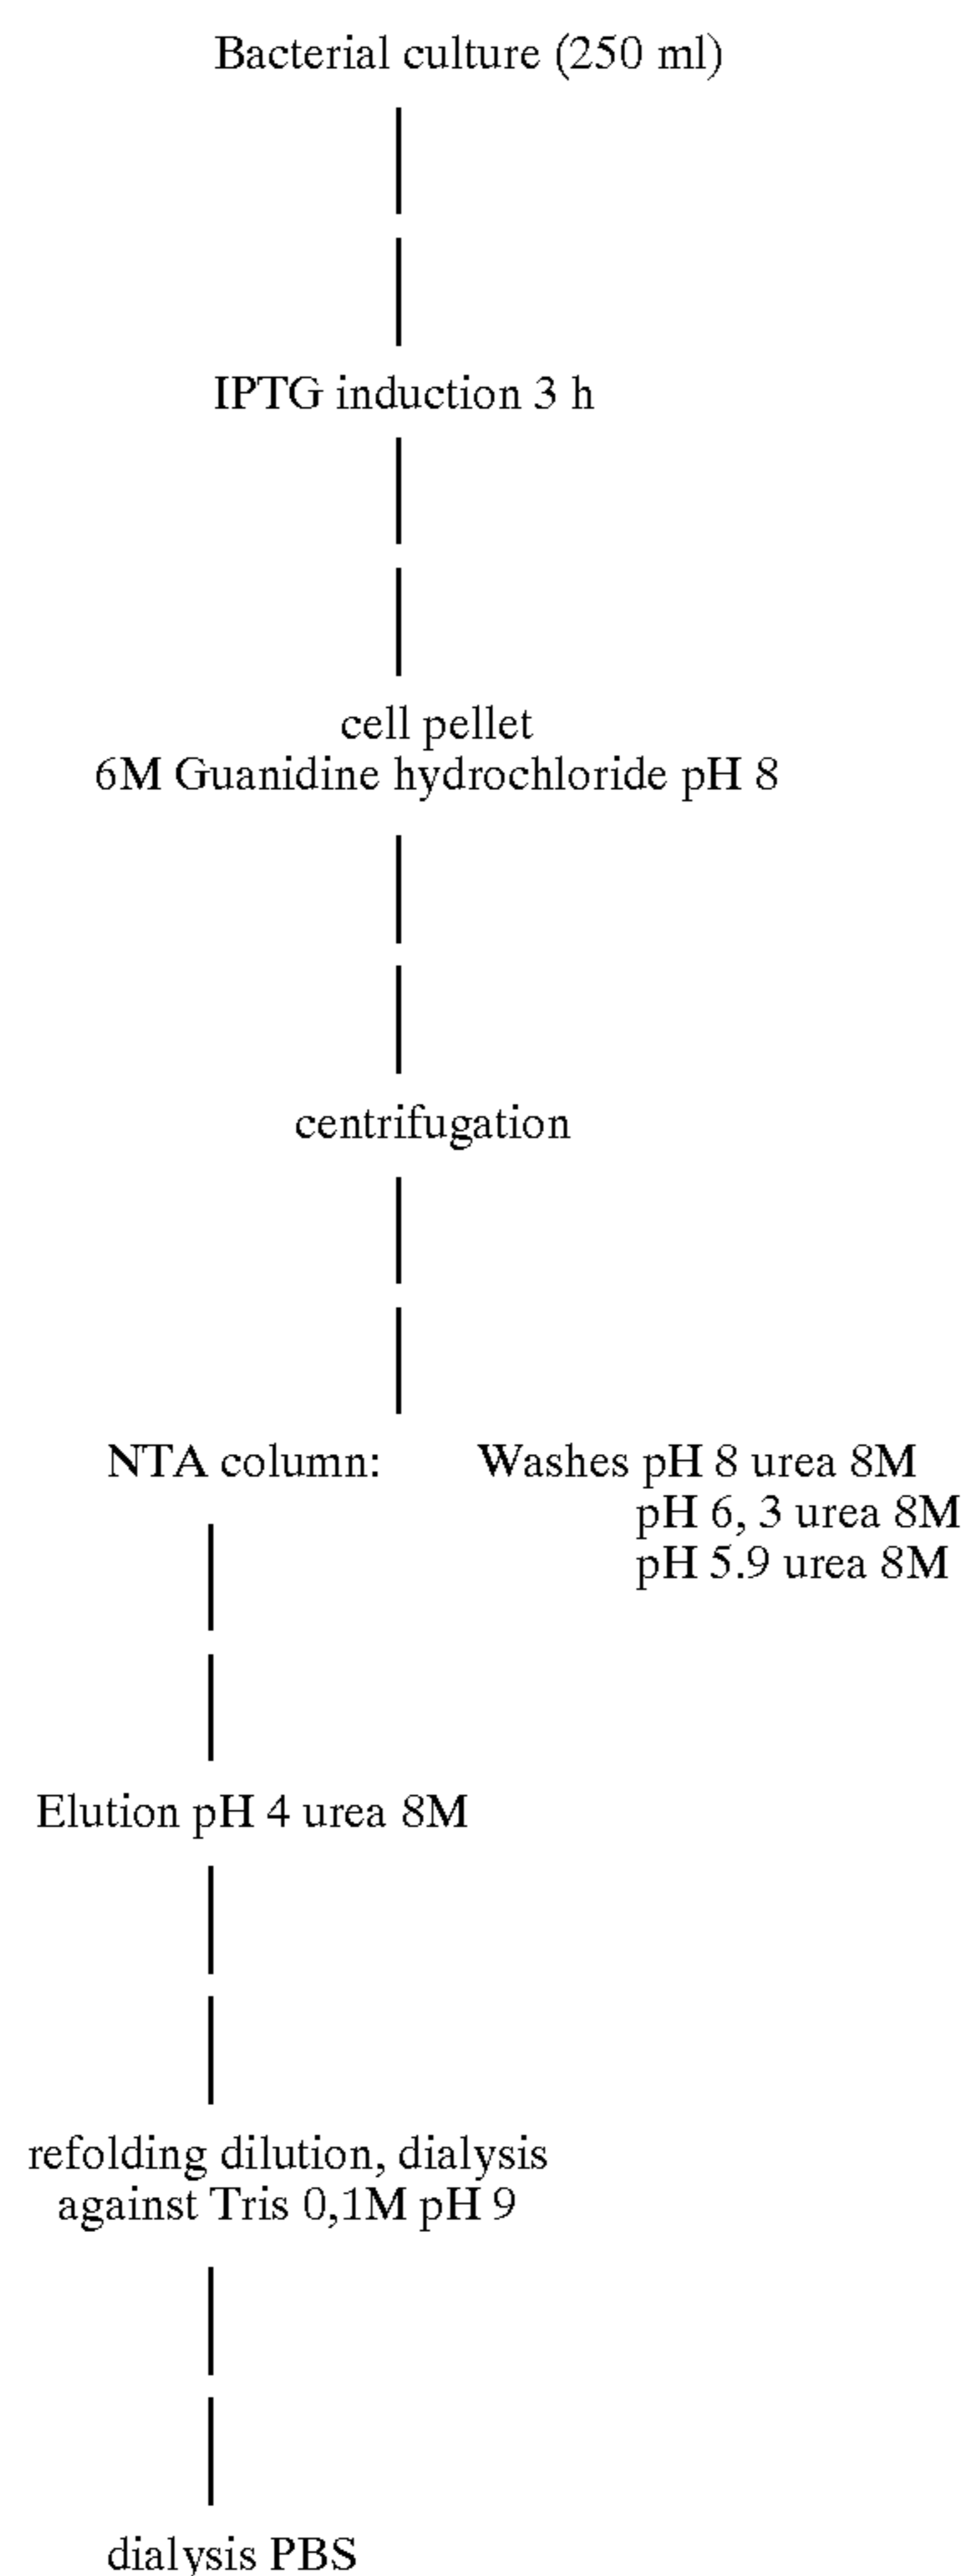 Bacterial culture (250 ml)
IPTG induction 3 h
cell pellet
6M Guanidine hydrochloride pH 8
centrifugation
NTA column: Washes pH 8 urea 8M
pH 6, 3 urea 8M
pH 5.9 urea 8M
Elution pH 4 urea 8M
refolding dilution, dialysis
against Tris 0,1M pH 9
dialysis PBS